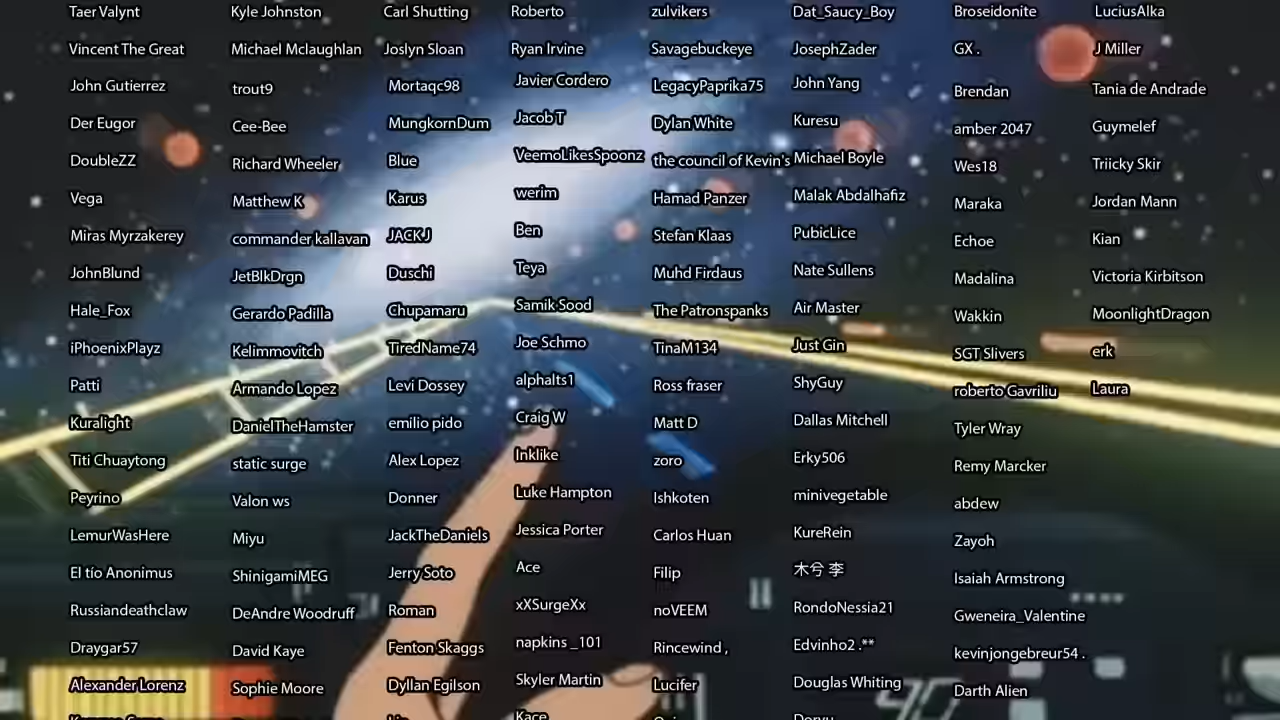 Taer Valynt
Vincent The Great
John Gutierrez
Der Eugor
DoubleZZ
Vega
Miras Myrzakerey
JohnBlund
Hale_Fox
iPhoenixPlayz
Patti
Kuralight
Titi Chuaytong
Peyrino
LemurWasHere
El tío Anonimus
Russiandeathclaw
Draygar57
Alexander Lorenz
Kyle Johnston
Michael Mclaughlan
trout9
Cee-Bee
Richard Wheeler
Matthew K
commander kallavan
JetBlkDrgn
Gerardo Padilla
Kelimmovitch
Armando Lopez
DanielTheHamster
static surge
Valon ws
Miyu
ShinigamiMEG
DeAndre Woodruff
David Kaye
Sophie Moore
Carl Shutting
Joslyn Sloan
Mortaqc98
MungkornDum
Blue
Karus
JACK J
Duschi
Chupamaru
TiredName74
Levi Dossey
emilio pido
Alex Lopez
Donner
JackTheDaniels
Jerry Soto
Roman
Fenton Skaggs
Dyllan Egilson
Roberto
Ryan Irvine
Javier Cordero
Jacob T
VeemoLikesSpoonz
werim
Ben
Teya
Samik Sood
Joe Schmo
alphalts1
Craig W
Inklike
Luke Hampton
Jessica Porter
Ace
xXSurgeXx
napkins _101
Skyler Martin
Kace
zulvikers
Savagebuckeye
LegacyPaprika75
Dylan White
the council of Kevin's
Hamad Panzer
Stefan Klaas
Muhd Firdaus
The Patronspanks
TinaM134
Ross fraser
Matt D
zoro
Ishkoten
Carlos Huan
Filip
noVEEM
Rincewind ,
Lucifer
Dat_Saucy_Boy
JosephZader
John Yang
Kuresu
Michael Boyle
Malak Abdalhafiz
PubicLice
Nate Sullens
Air Master
Just Gin
ShyGuy
Dallas Mitchell
Erky506
minivegetable
KureRein
木兮 李
RondoNessia21
Edvinho2 .**
Douglas Whiting
Broseidonite
GX .
Brendan
amber 2047
Wes18
Maraka
Echoe
Madalina
Wakkin
SGT Slivers
roberto Gavriliu
Tyler Wray
Remy Marcker
abdew
Zayoh
Isaiah Armstrong
Gweneira_Valentine
kevinjongebreur54 .
Darth Alien
LuciusAlka
J Miller
Tania de Andrade
Guymelef
Triicky Skir
Jordan Mann
Kian
Victoria Kirbitson
MoonlightDragon
erk
Laura